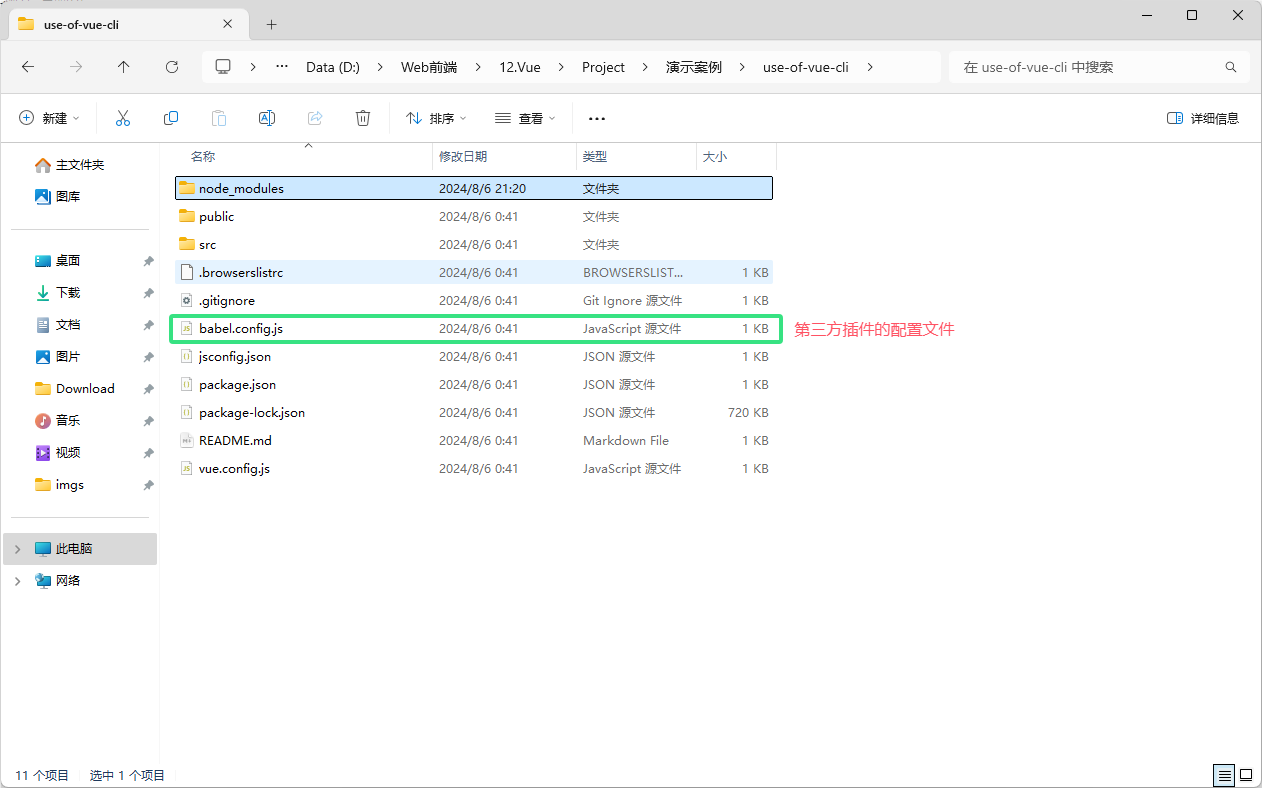 use-of-vue-cli
Data (D:) Web前端 12.Vue Project 演示案例 use-of-vue-cli
在 use-of-vue-cli 中搜索
新建 排序 查看 详细信息
主文件夹
图库
桌面
下载
文档
图片
Download
音乐
视频
imgs
此电脑
网络
名称 修改日期 类型 大小
node_modules 2024/8/6 21:20 文件夹
public 2024/8/6 0:41 文件夹
src 2024/8/6 0:41 文件夹
.browserslistrc 2024/8/6 0:41 BROWSERSLIST... 1 KB
.gitignore 2024/8/6 0:41 Git Ignore 源文件 1 KB
babel.config.js 2024/8/6 0:41 JavaScript 源文件 1 KB 第三方插件的配置文件
jsconfig.json 2024/8/6 0:41 JSON 源文件 1 KB
package.json 2024/8/6 0:41 JSON 源文件 1 KB
package-lock.json 2024/8/6 0:41 JSON 源文件 720 KB
README.md 2024/8/6 0:41 Markdown File 1 KB
vue.config.js 2024/8/6 0:41 JavaScript 源文件 1 KB
11 个项目 选中 1 个项目